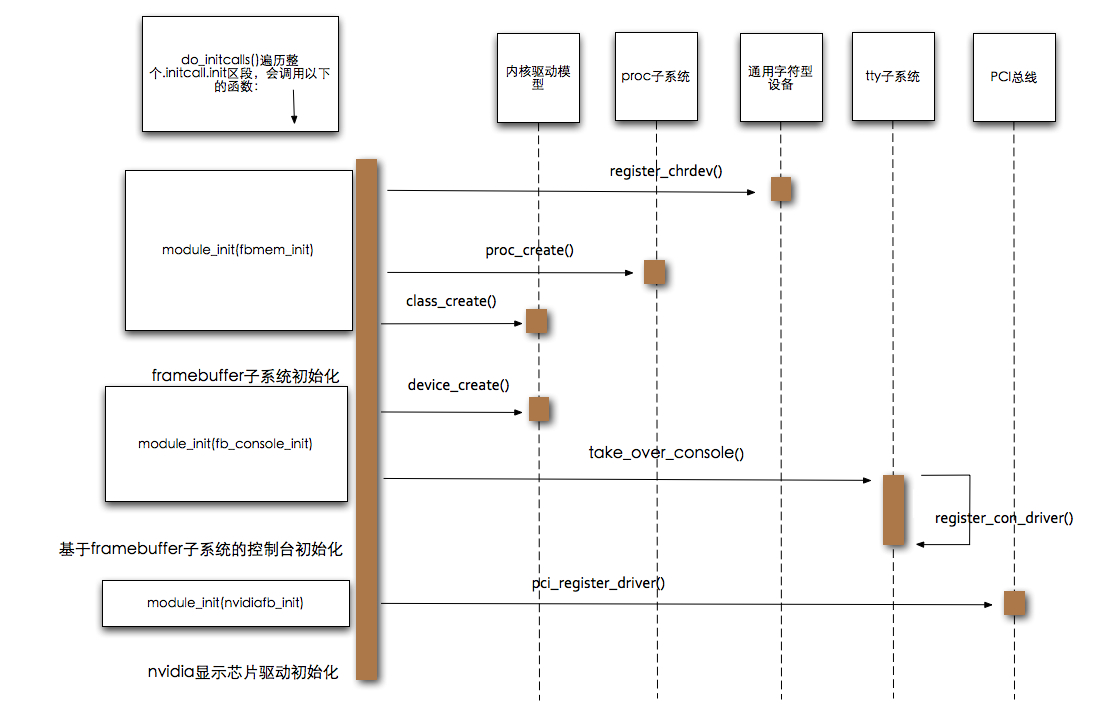 do_initcalls()遍历整
个.initcall.init区段，会调用以下
的函数：
内核驱动模
型
proc子系统
通用字符型
设备
tty子系统
PCI总线
register_chrdev()
module_init(fbmem_init)
proc_create()
class_create()
framebuffer子系统初始化
device_create()
module_init(fb_console_init)
take_over_console()
register_con_driver()
基于framebuffer子系统的控制台初始化
pci_register_driver()
module_init(nvidiafb_init)
nvidia显示芯片驱动初始化